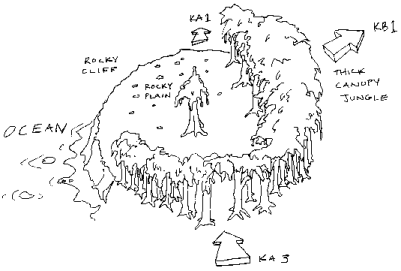 KA1
KB1
ROCKY
CLIFF
ROCKY
PLAIN
THICK
CANOPY
JUNGLE
OCEAN
KA3